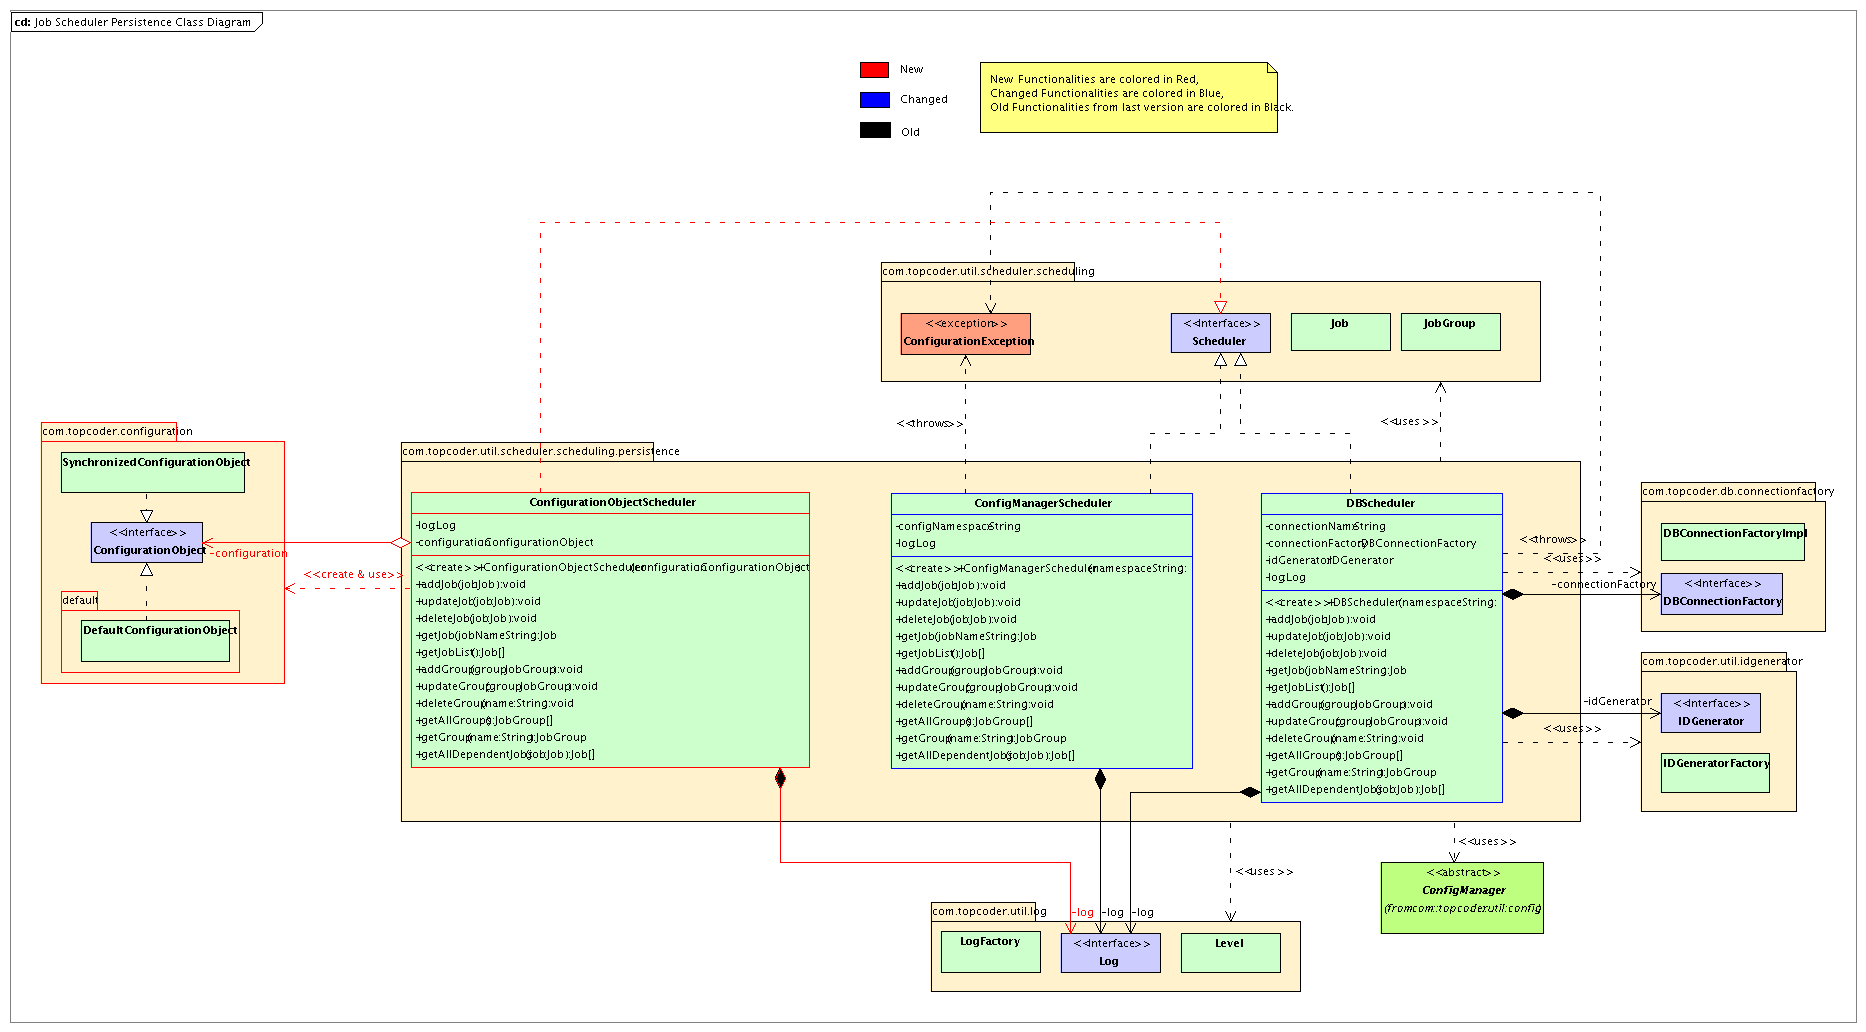 cd: Job Scheduler Persistence Class Diagram
New
Changed
Old
New Functionalities are colored in Red,
Changed Functionalities are colored in Blue,
Old Functionalities from last version are colored in Black.
com.topcoder.util.scheduler.scheduling
<<exception>>
ConfigurationException
<<interface>>
Scheduler
Job
JobGroup
<<throws>>
<<uses>>
com.topcoder.configuration
SynchronizedConfigurationObject
<<interface>>
ConfigurationObject
default
DefaultConfigurationObject
-configuration
<<create & use>>
com.topcoder.util.scheduler.scheduling.persistence
ConfigurationObjectScheduler
-log:Log
-configuration:ConfigurationObject
<<create>>+ConfigurationObjectScheduler(configuration:ConfigurationObject
+addJob(job:Job):void
+updateJob(job:Job):void
+deleteJob(job:Job):void
+getJob(jobName:String):Job
+getJobList():Job[]
+addGroup(group:JobGroup):void
+updateGroup(group:JobGroup):void
+deleteGroup(name:String):void
+getAllGroups():JobGroup[]
+getGroup(name:String):JobGroup
+getAllDependentJobs(job:Job):Job[]
ConfigManagerScheduler
-configNamespace:String
-log:Log
<<create>>+ConfigManagerScheduler(namespace:String:
+addJob(job:Job):void
+updateJob(job:Job):void
+deleteJob(job:Job):void
+getJob(jobName:String):Job
+getJobList():Job[]
+addGroup(group:JobGroup):void
+updateGroup(group:JobGroup):void
+deleteGroup(name:String):void
+getAllGroups():JobGroup[]
+getGroup(name:String):JobGroup
+getAllDependentJobs(job:Job):Job[]
DBScheduler
-connectionName:String
-connectionFactory:DBConnectionFactory
-idGenerator:IDGenerator
-log:Log
<<create>>+DBScheduler(namespace:String:
+addJob(job:Job):void
+updateJob(job:Job):void
+deleteJob(job:Job):void
+getJob(jobName:String):Job
+getJobList():Job[]
+addGroup(group:JobGroup):void
+updateGroup(group:JobGroup):void
+deleteGroup(name:String):void
+getAllGroups():JobGroup[]
+getGroup(name:String):JobGroup
+getAllDependentJobs(job:Job):Job[]
<<throws>>
<<uses>>
-connectionFactory
-idGenerator
<<uses>>
com.topcoder.db.connectionfactory
DBConnectionFactoryImpl
<<interface>>
DBConnectionFactory
com.topcoder.util.idgenerator
<<interface>>
IDGenerator
IDGeneratorFactory
<<uses>>
<<uses>>
<<abstract>>
ConfigManager
(from com::topcoder::util::config)
com.topcoder.util.log
-log
-log
-log
LogFactory
<<interface>>
Log
Level